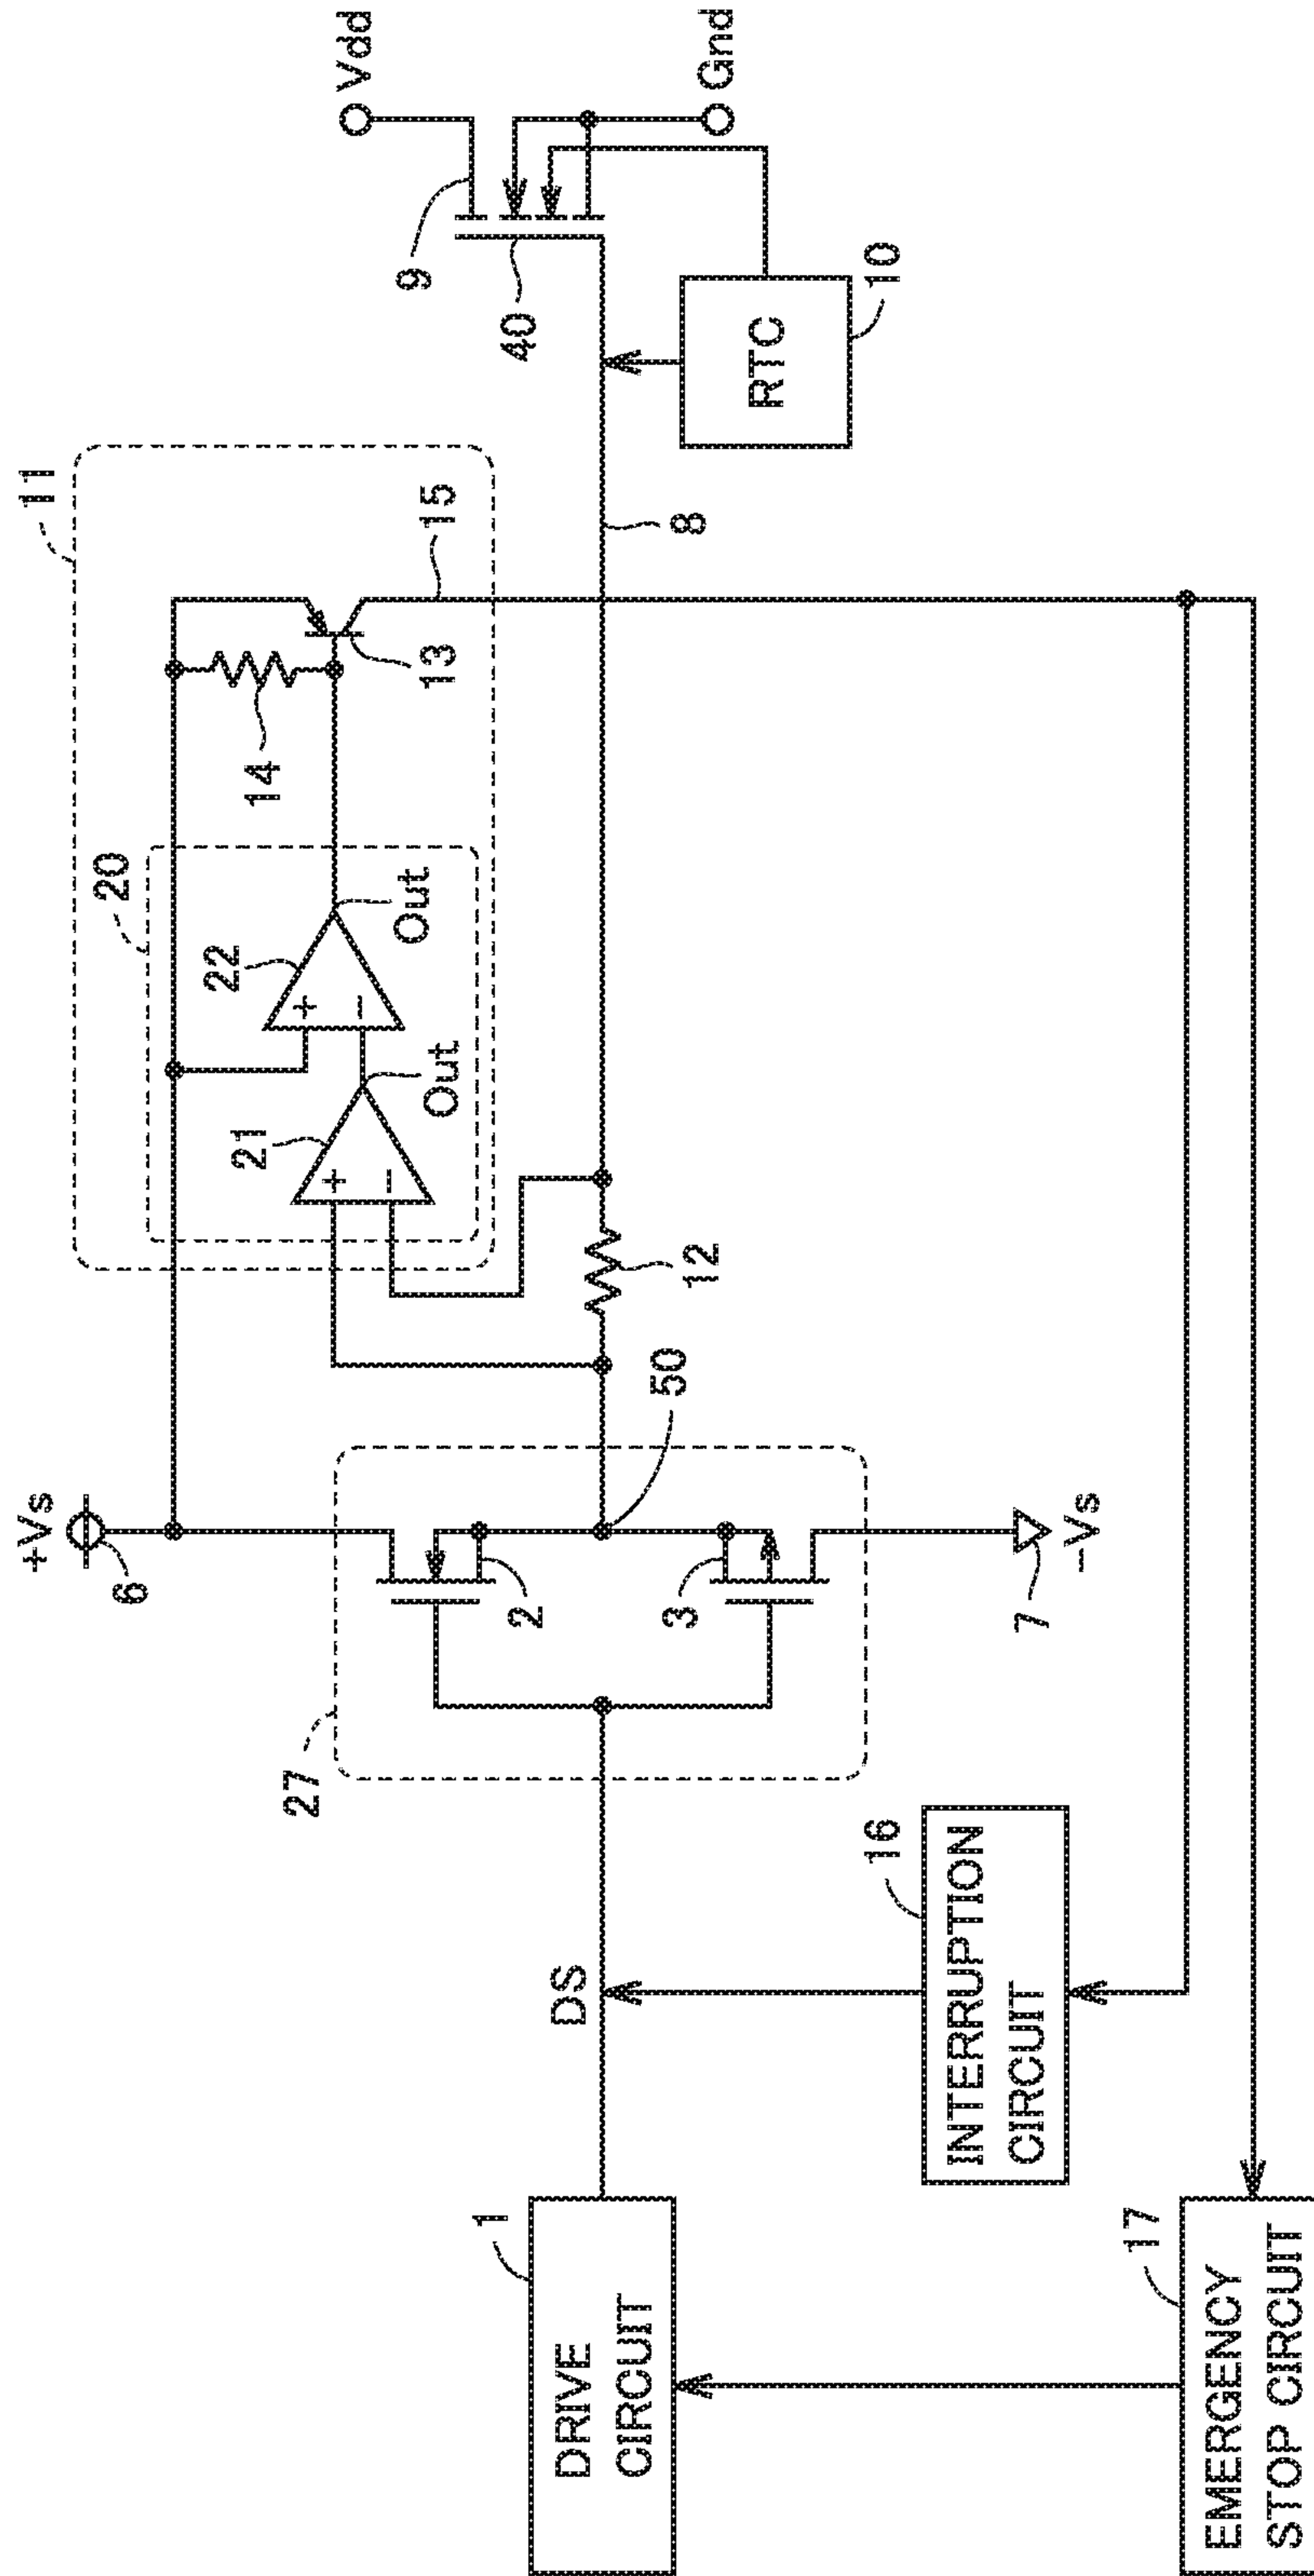 +Vs
6
11
20
22
+
−
Out
21
+
−
Out
14
13
15
Vdd
9
40
Gnd
RTC
10
8
12
50
27
2
3
7
−Vs
DS
1
DRIVE
CIRCUIT
16
INTERRUPTION
CIRCUIT
17
EMERGENCY
STOP CIRCUIT